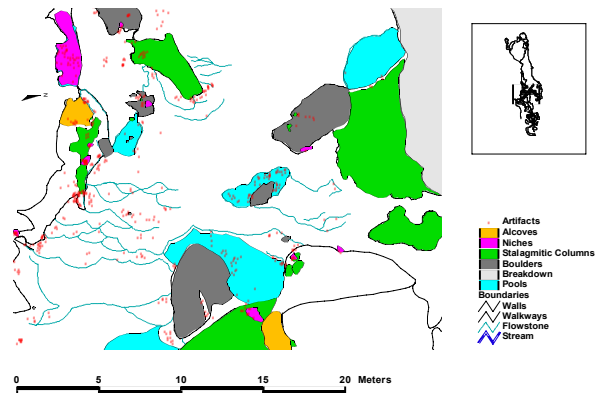 N
Artifacts
Alcoves
Niches
Stalagmitic Columns
Boulders
Breakdown
Pools
Boundaries
Walls
Walkways
Flowstone
Stream
0 5 10 15 20 Meters